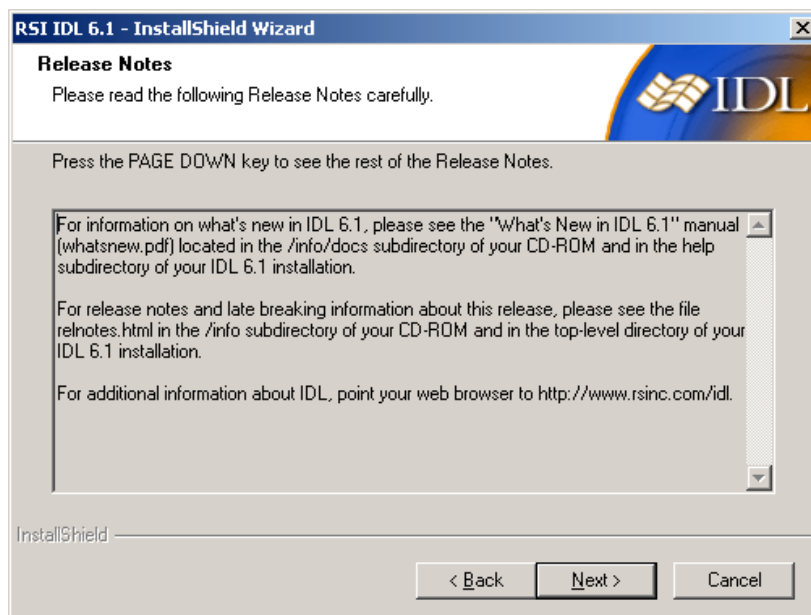 RSI IDL 6.1 - InstallShield Wizard
Release Notes
Please read the following Release Notes carefully.
IDL
Press the PAGE DOWN key to see the rest of the Release Notes.
For information on what's new in IDL 6.1, please see the "What's New in IDL 6.1" manual
(whatsnew.pdf) located in the /info/docs subdirectory of your CD-ROM and in the help
subdirectory of your IDL 6.1 installation.
For release notes and late breaking information about this release, please see the file
relnotes.html in the /info subdirectory of your CD-ROM and in the top-level directory of your
IDL 6.1 installation.
For additional information about IDL, point your web browser to http://www.rsinc.com/idl.
InstallShield
< Back
Next >
Cancel